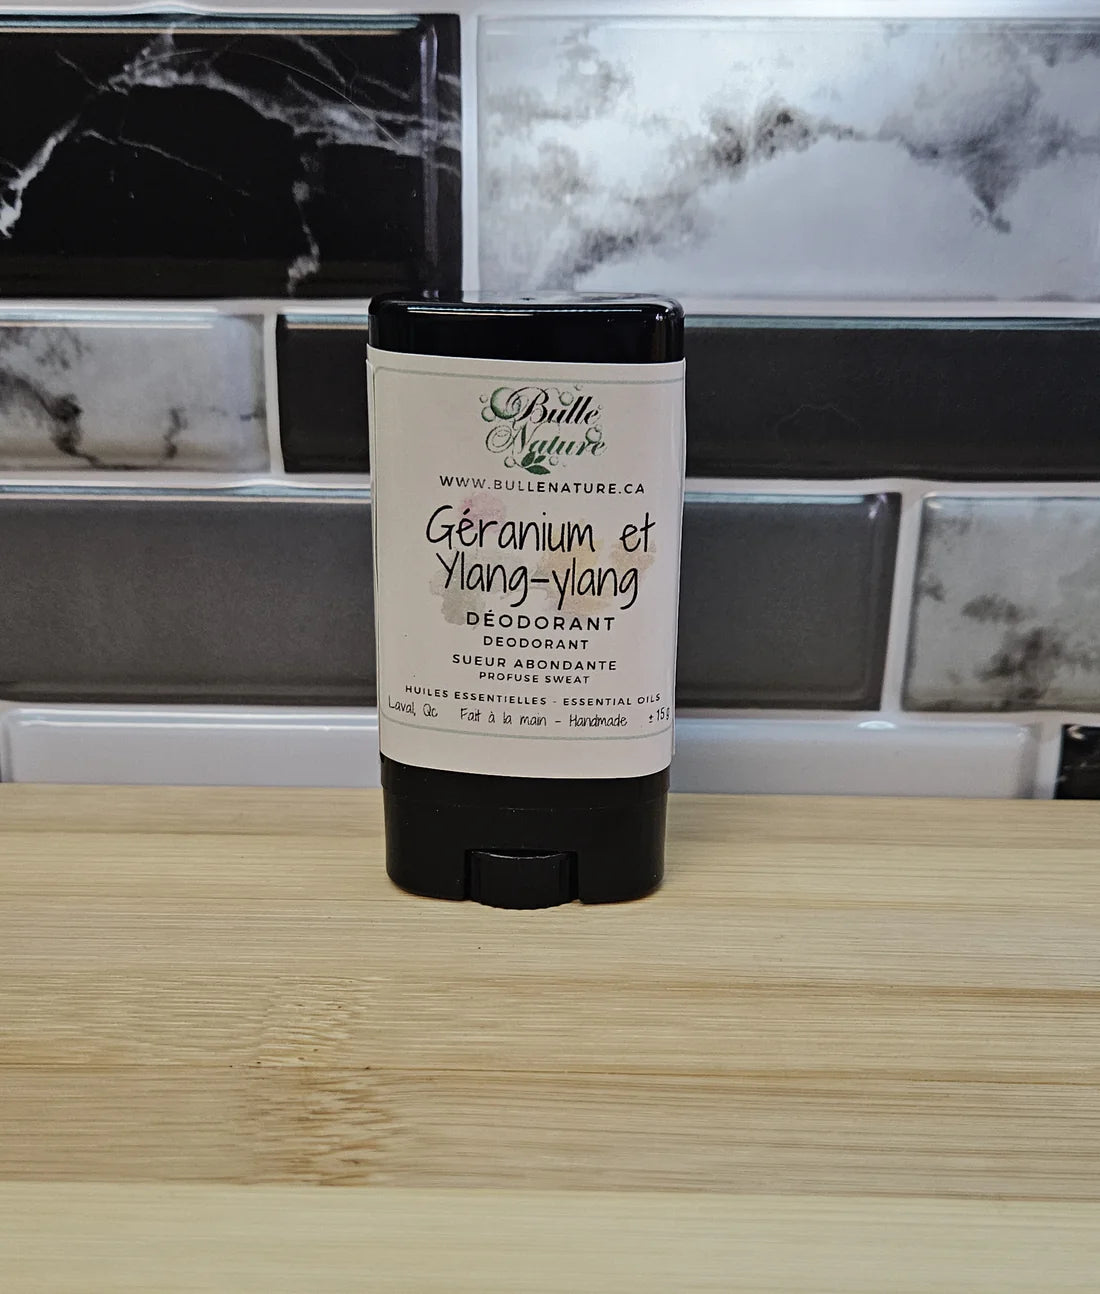 Bulle
Nature
WWW.BULLENATURE.CA
Géranium et
Ylang-ylang
DÉODORANT
DEODORANT
SUEUR ABONDANTE
PROFUSE SWEAT
HUILES ESSENTIELLES - ESSENTIAL OILS
Laval, Qc Fait à la main - Handmade ± 15 g